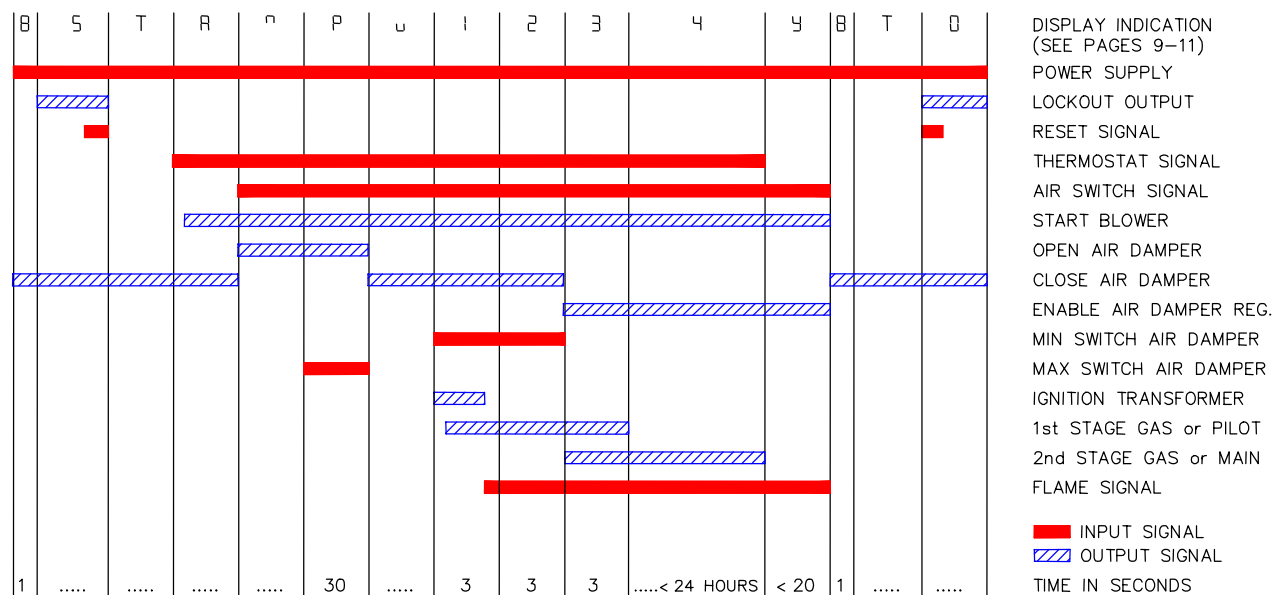 8 5 T A n P u 1 2 3 4 y 8 T 0
DISPLAY INDICATION
(SEE PAGES 9-11)
POWER SUPPLY
LOCKOUT OUTPUT
RESET SIGNAL
THERMOSTAT SIGNAL
AIR SWITCH SIGNAL
START BLOWER
OPEN AIR DAMPER
CLOSE AIR DAMPER
ENABLE AIR DAMPER REG.
MIN SWITCH AIR DAMPER
MAX SWITCH AIR DAMPER
IGNITION TRANSFORMER
1st STAGE GAS or PILOT
2nd STAGE GAS or MAIN
FLAME SIGNAL
INPUT SIGNAL
OUTPUT SIGNAL
1 ..... ..... ..... ..... 30 ..... 3 3 3 .....< 24 HOURS < 20 1 ..... ..... TIME IN SECONDS